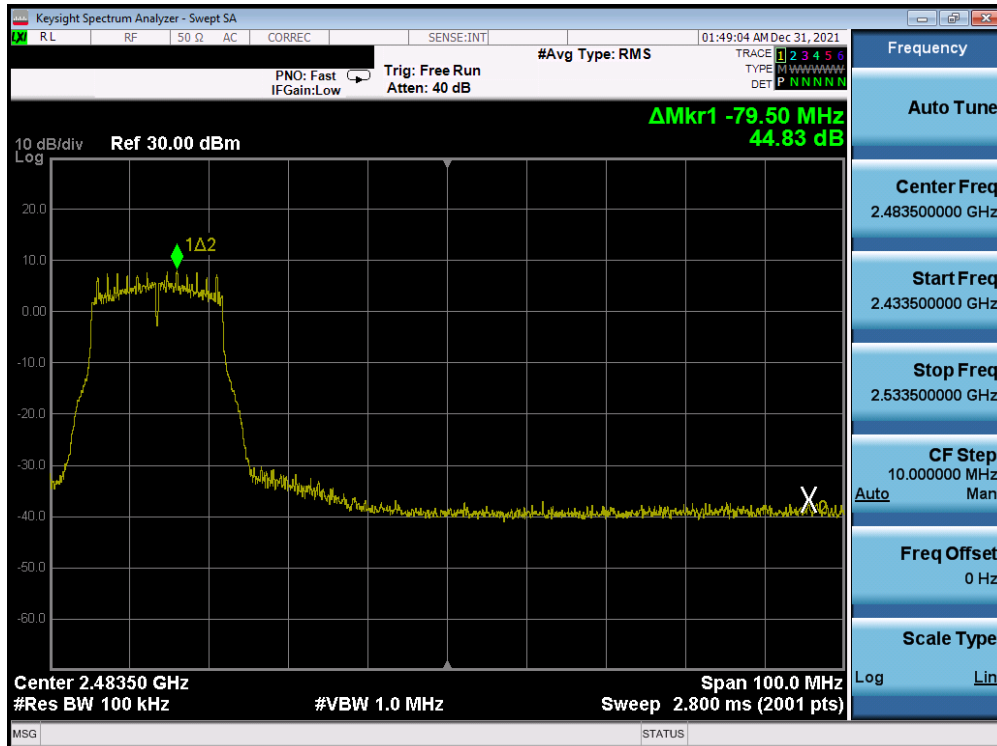 Keysight Spectrum Analyzer - Swept SA
LXI RL RF 50 Ω AC CORREC SENSE:INT 01:49:04 AM Dec 31, 2021
#Avg Type: RMS TRACE 1 2 3 4 5 6
PNO: Fast Trig: Free Run TYPE M WWWWW
IFGain:Low Atten: 40 dB DET P N N N N N
ΔMkr1 -79.50 MHz
44.83 dB
10 dB/div Ref 30.00 dBm
Log
20.0
1Δ2
10.0
0.00
-10.0
-20.0
-30.0
X2
-40.0
-50.0
-60.0
Center 2.48350 GHz Span 100.0 MHz
#Res BW 100 kHz #VBW 1.0 MHz Sweep 2.800 ms (2001 pts)
MSG STATUS
Frequency
Auto Tune
Center Freq
2.483500000 GHz
Start Freq
2.433500000 GHz
Stop Freq
2.533500000 GHz
CF Step
10.000000 MHz
Auto Man
Freq Offset
0 Hz
Scale Type
Log Lin